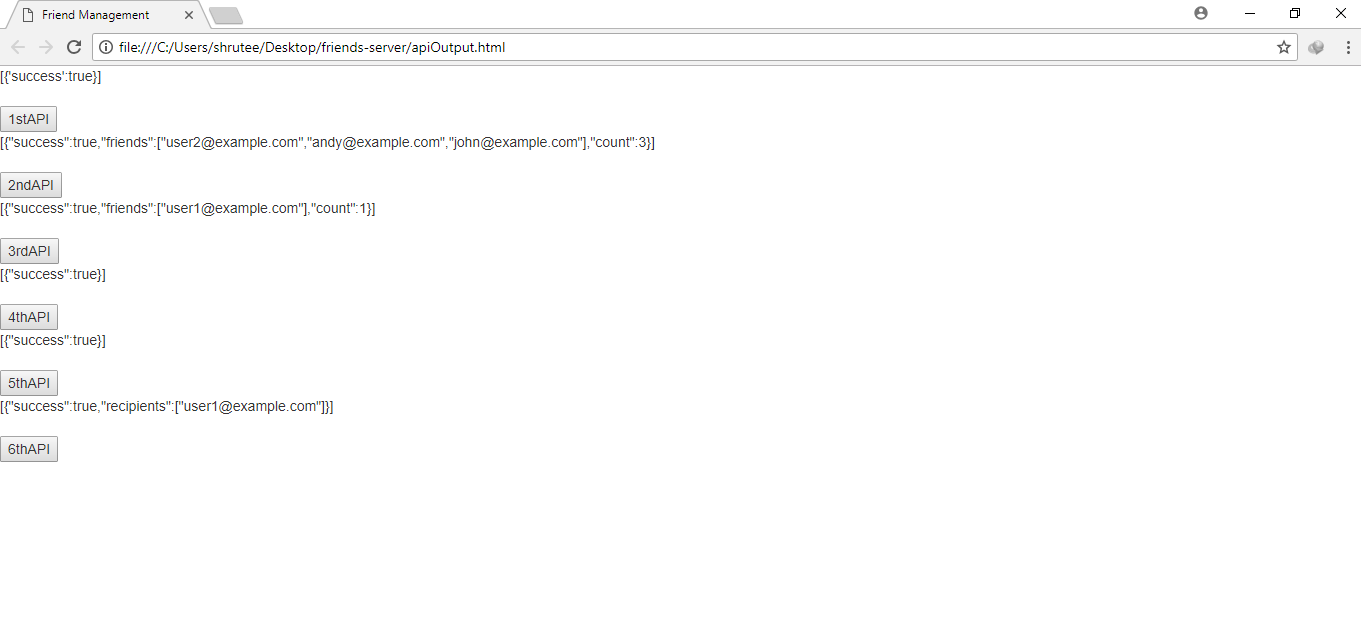 Friend Management
file:///C:/Users/shrutee/Desktop/friends-server/apiOutput.html
[{'success':true}]
1stAPI
[{"success":true,"friends":["user2@example.com","andy@example.com","john@example.com"],"count":3}]
2ndAPI
[{"success":true,"friends":["user1@example.com"],"count":1}]
3rdAPI
[{"success":true}]
4thAPI
[{"success":true}]
5thAPI
[{"success":true,"recipients":["user1@example.com"]}]
6thAPI